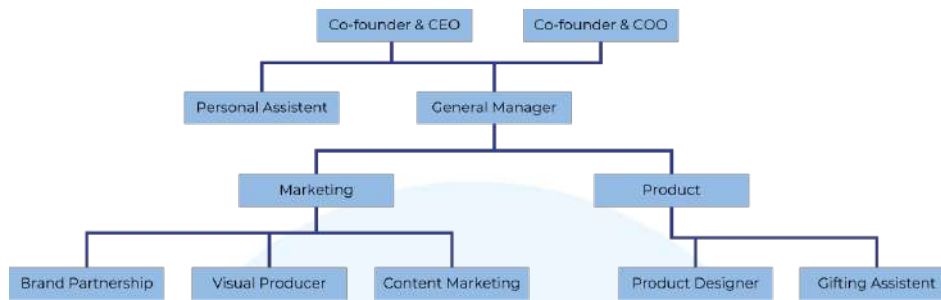 Co-founder & CEO
Co-founder & COO
Personal Assistent
General Manager
Marketing
Product
Brand Partnership
Visual Producer
Content Marketing
Product Designer
Gifting Assistent